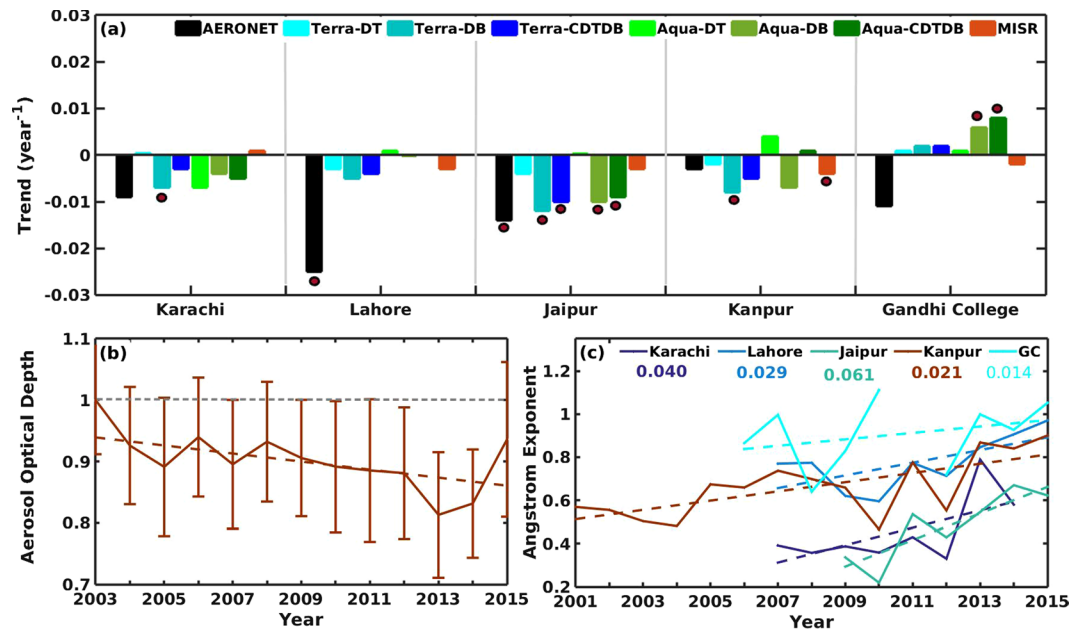 0.03
(a) AERONET Terra-DT Terra-DB Terra-CDTDB Aqua-DT Aqua-DB Aqua-CDTDB MISR
0.02
0.01
0
-0.01
-0.02
-0.03
Trend (year-1)
Karachi Lahore Jaipur Kanpur Gandhi College
1.1
(b)
1
0.9
0.8
0.7
Aerosol Optical Depth
2003 2005 2007 2009 2011 2013 2015
Year
(c) Karachi Lahore Jaipur Kanpur GC
0.040 0.029 0.061 0.021 0.014
1.2
1
0.8
0.6
0.4
0.2
Angstrom Exponent
2001 2003 2005 2007 2009 2011 2013 2015
Year